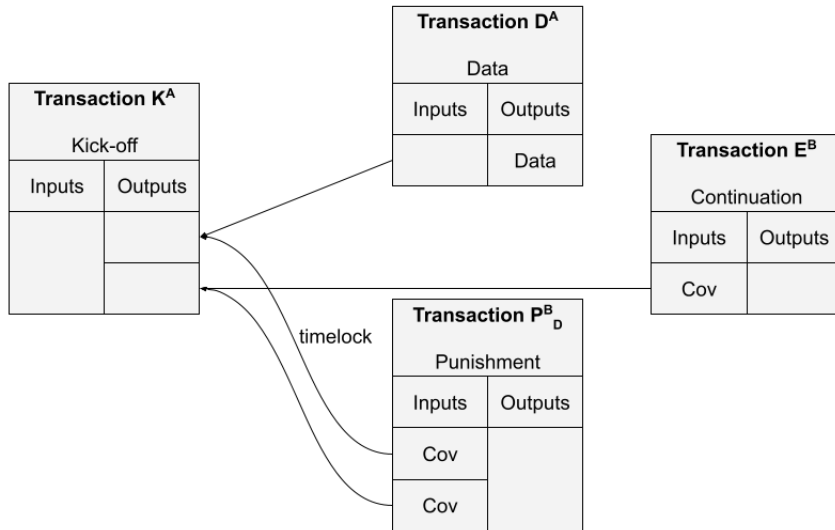 Transaction K^A
Kick-off
Inputs Outputs
Transaction D^A
Data
Inputs Outputs
Data
Transaction E^B
Continuation
Inputs Outputs
Cov
timelock
Transaction P^B_D
Punishment
Inputs Outputs
Cov
Cov